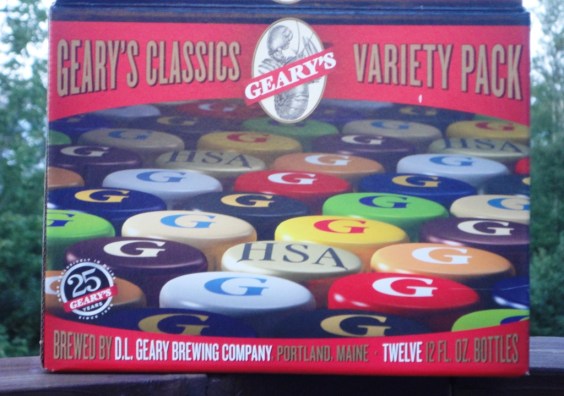 GEARY'S CLASSICS GEARY'S VARIETY PACK
G G G
G HSA G G HSA
G G G
G G G G G
G G G G
G HSA G
25
GEARY'S
YEARS
G G
G G
BREWED BY D.L. GEARY BREWING COMPANY, PORTLAND, MAINE · TWELVE 12 FL. OZ. BOTTLES